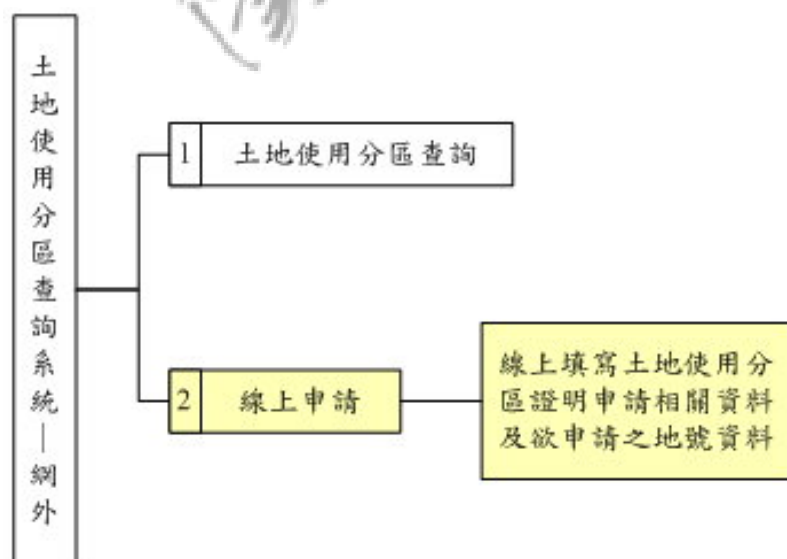 土地使用分區查詢系統—網外
1 土地使用分區查詢
2 線上申請
線上填寫土地使用分
區證明申請相關資料
及欲申請之地號資料